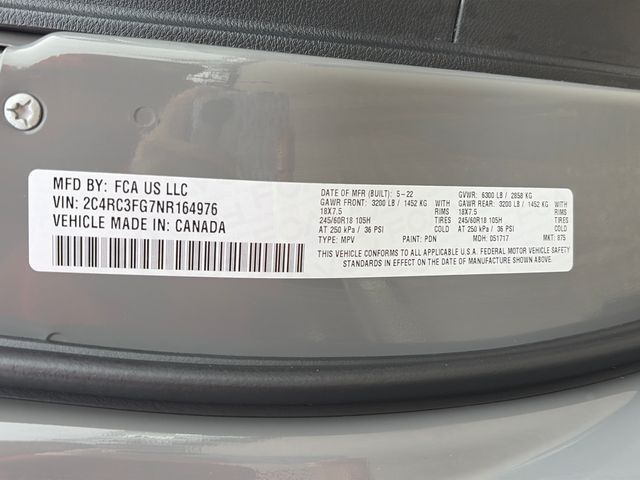 MFD BY: FCA US LLC
VIN: 2C4RC3FG7NR164976
VEHICLE MADE IN: CANADA
DATE OF MFR (BUILT): 5-22 GVWR: 6300 LB / 2858 KG
GAWR FRONT: 3200 LB / 1452 KG WITH GAWR REAR: 3200 LB / 1452 KG WITH
18X7.5 RIMS 18X7.5 RIMS
245/60R18 105H TIRES 245/60R18 105H TIRES
AT 250 kPa / 36 PSI COLD AT 250 kPa / 36 PSI COLD
TYPE: MPV PAINT: PDN MDH: 051717 MKT: 875
THIS VEHICLE CONFORMS TO ALL APPLICABLE U.S.A. FEDERAL MOTOR VEHICLE SAFETY
STANDARDS IN EFFECT ON THE DATE OF MANUFACTURE SHOWN ABOVE.